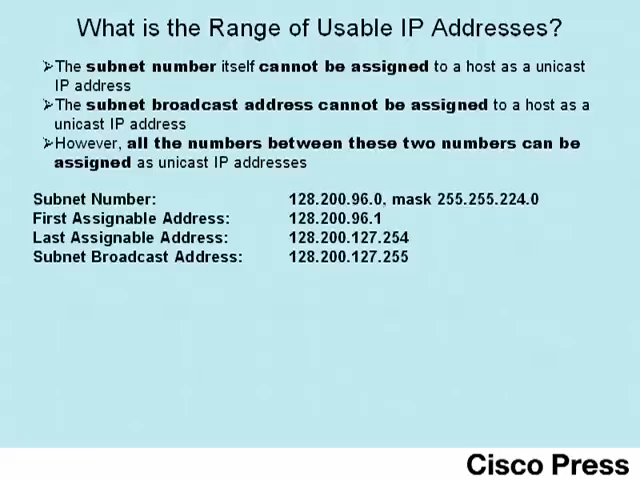 What is the Range of Usable IP Addresses?
➢The subnet number itself cannot be assigned to a host as a unicast
IP address
➢The subnet broadcast address cannot be assigned to a host as a
unicast IP address
➢However, all the numbers between these two numbers can be
assigned as unicast IP addresses
Subnet Number: 128.200.96.0, mask 255.255.224.0
First Assignable Address: 128.200.96.1
Last Assignable Address: 128.200.127.254
Subnet Broadcast Address: 128.200.127.255
Cisco Press